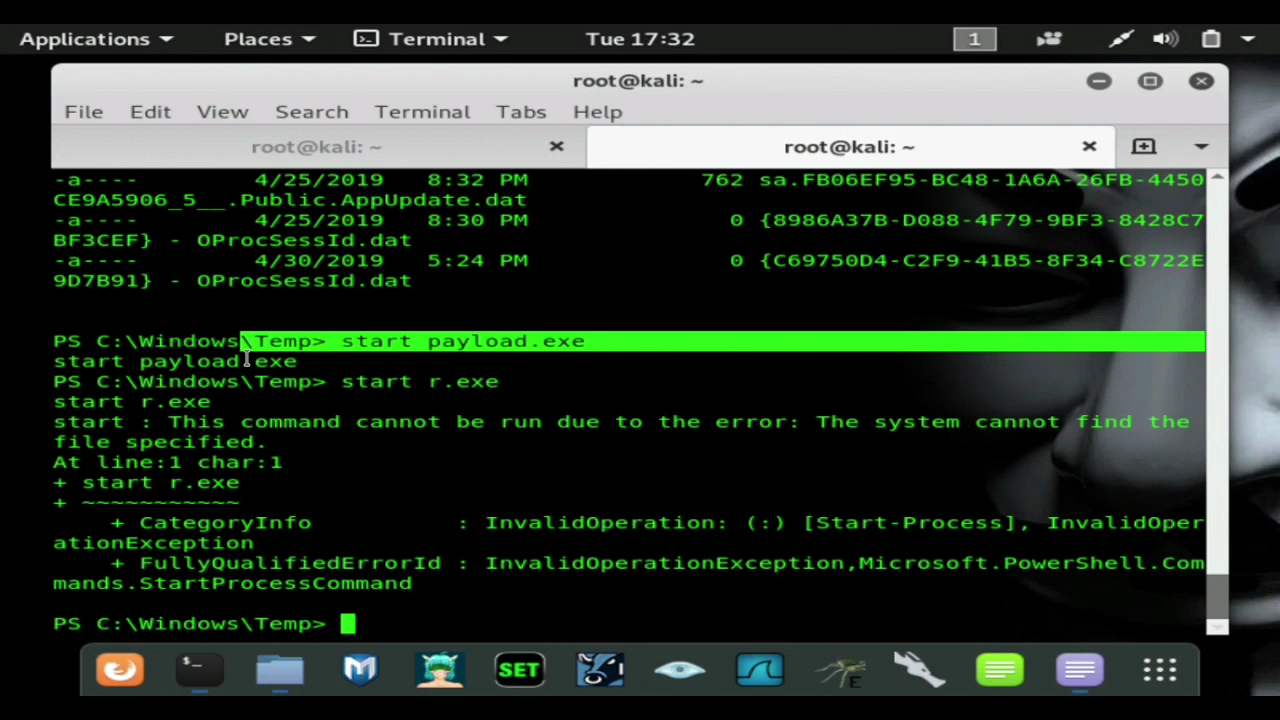 Applications Places Terminal Tue 17:32 1
root@kali: ~
File Edit View Search Terminal Tabs Help
root@kali: ~ root@kali: ~
-a---- 4/25/2019 8:32 PM 762 sa.FB06EF95-BC48-1A6A-26FB-4450
CE9A5906_5__.Public.AppUpdate.dat
-a---- 4/25/2019 8:30 PM 0 {8986A37B-D088-4F79-9BF3-8428C7
BF3CEF} - OProcSessId.dat
-a---- 4/30/2019 5:24 PM 0 {C69750D4-C2F9-41B5-8F34-C8722E
9D7B91} - OProcSessId.dat
PS C:\Windows\Temp> start payload.exe
start payload.exe
PS C:\Windows\Temp> start r.exe
start r.exe
start : This command cannot be run due to the error: The system cannot find the
file specified.
At line:1 char:1
+ start r.exe
+ ~~~~~~~~~~~
+ CategoryInfo : InvalidOperation: (:) [Start-Process], InvalidOper
ationException
+ FullyQualifiedErrorId : InvalidOperationException,Microsoft.PowerShell.Com
mands.StartProcessCommand
PS C:\Windows\Temp>
$_ SET E